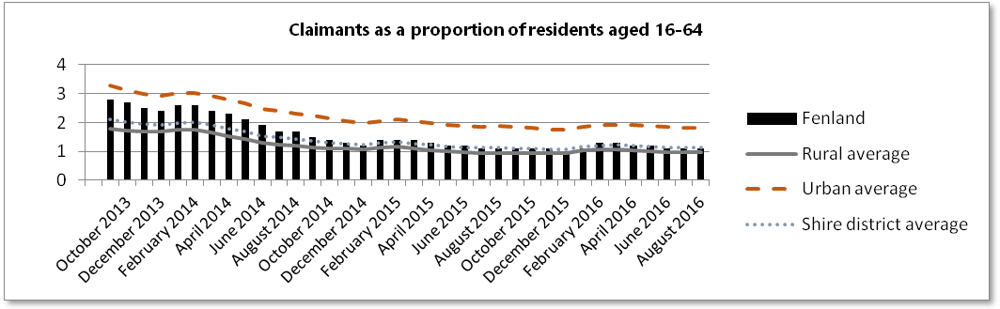 Claimants as a proportion of residents aged 16-64
4
3
2
1
0
October 2013
December 2013
February 2014
April 2014
June 2014
August 2014
October 2014
December 2014
February 2015
April 2015
June 2015
August 2015
October 2015
December 2015
February 2016
April 2016
June 2016
August 2016
Fenland
Rural average
Urban average
Shire district average